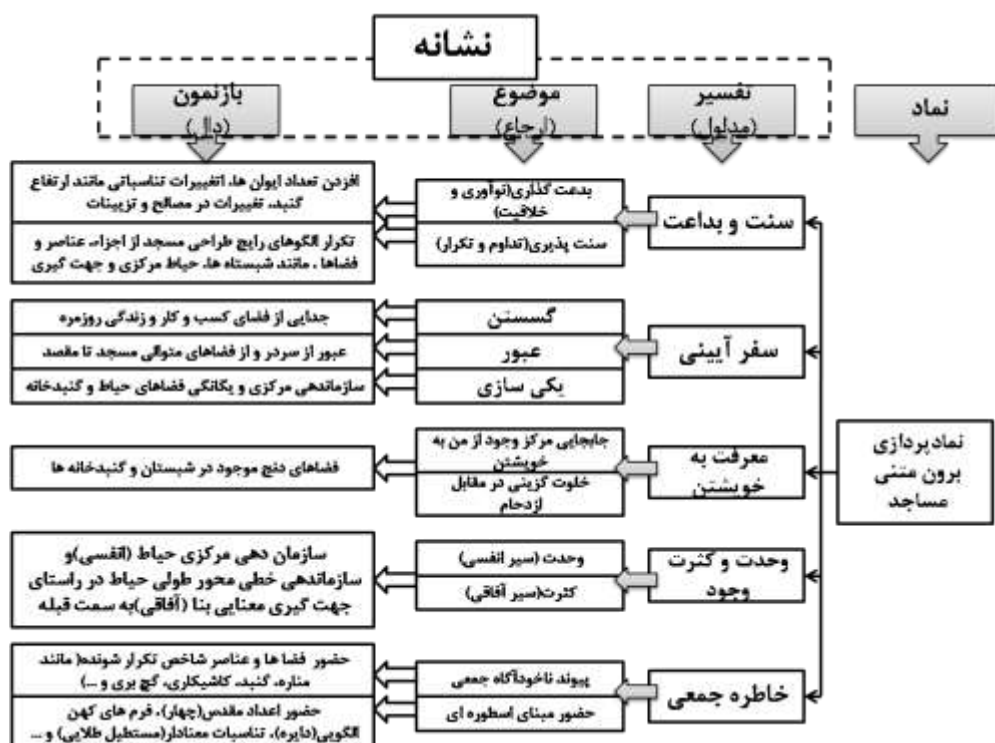 نشانه
نماد
تفسیر
(مدلول)
موضوع
(ارجاع)
بازنمون
(دال)
نمادپردازی
برون متنی
مساجد
سنت و بداعت
بدعت گذاری(نوآوری و
خلاقیت)
سنت پذیری(تداوم و تکرار)
افزدن تعداد ایوان ها، اتغییرات تناسباتی مانند ارتفاع
گنبد، تغییرات در مصالح و تزیینات
تکرار الگوهای رایج طراحی مسجد از اجزاء، عناصر و
فضاها ، مانند شبستاه ها، حیاط مرکزی و جهت گیری
سفر آیینی
گسستن
عبور
یکی سازی
جدایی از فضای کسب و کار و زندگی روزمره
عبور از سردر و از فضاهای متوالی مسجد تا مقصد
سازماندهی مرکزی و یگانگی فضاهای حیاط و گنبدخانه
معرفت به
خویشتن
جابجایی مرکز وجود از من به
خویشتن
خلوت گزینی در مقابل
ازدحام
فضاهای دنج موجود در شبستان و گنبدخانه ها
وحدت و کثرت
وجود
وحدت (سیر انفسی)
کثرت(سیر آفاقی)
سازمان دهی مرکزی حیاط (انفسی)و
سازماندهی خطی محور طولی حیاط در راستای
جهت گیری معنایی بنا (آفاقی)به سمت قبله
خاطره جمعی
پیوند ناخودآگاه جمعی
حضور مبنای اسطوره ای
حضور فضا ها و عناصر شاخص تکرار شونده( مانند
مناره، گنبد، کاشیکاری، گچ بری و ...)
حضور اعداد مقدس(چهار)، فرم های کهن
الگویی(دایره)، تناسبات معنادار(مستطیل طلایی) و ...